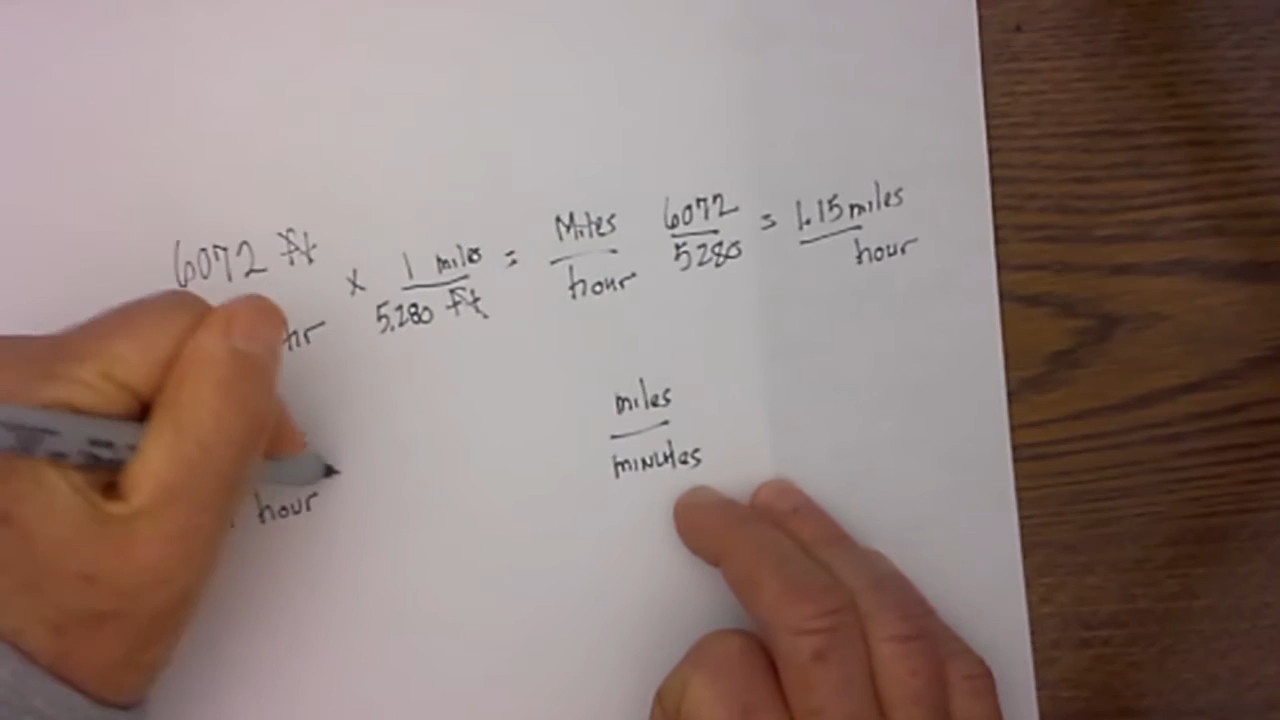 6072 ft × 1 mile = Miles 6072 = 1.15 miles
hr 5,280 ft hour 5280 hour
miles
minutes
hour